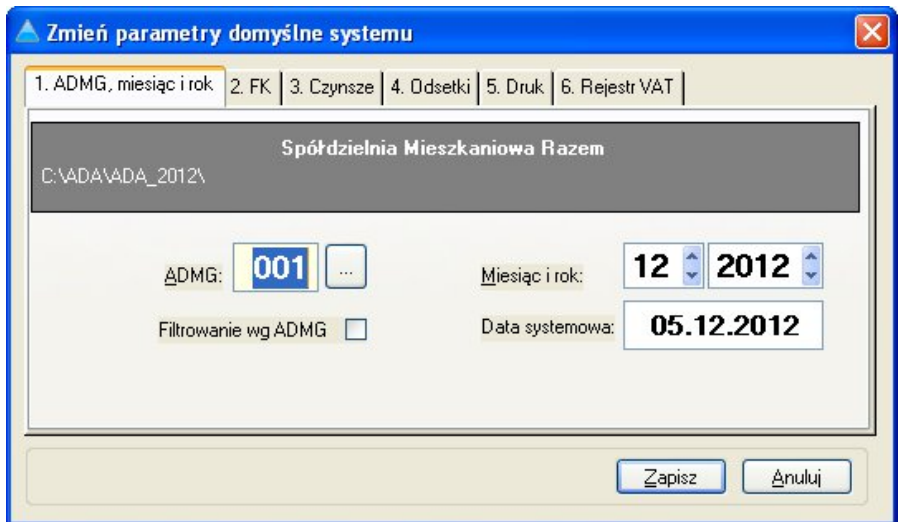 Zmień parametry domyślne systemu
1. ADMG, miesiąc i rok 2. FK 3. Czynsze 4. Odsetki 5. Druk 6. Rejestr VAT
Spółdzielnia Mieszkaniowa Razem
C:\ADA\ADA_2012\
ADMG: 001 ... Miesiąc i rok: 12 2012
Filtrowanie wg ADMG Data systemowa: 05.12.2012
Zapisz Anuluj